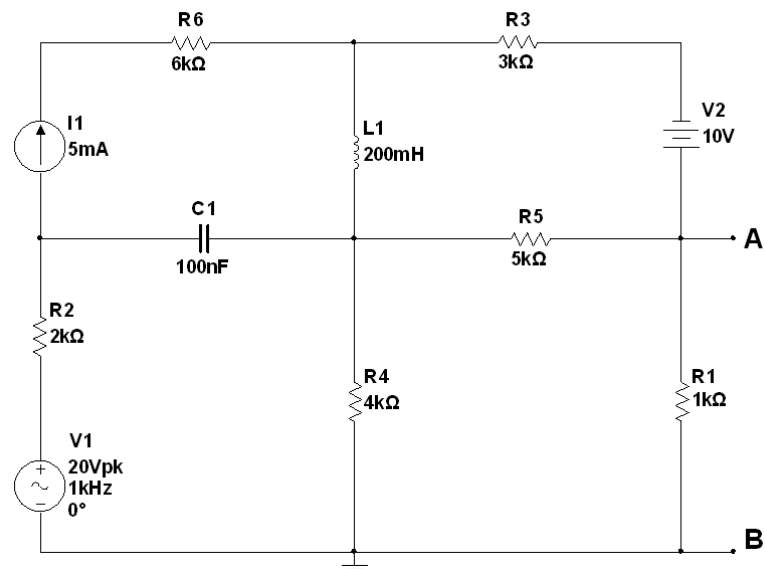 R6
6kΩ
R3
3kΩ
I1
5mA
L1
200mH
V2
10V
C1
100nF
R5
5kΩ
A
R2
2kΩ
R4
4kΩ
R1
1kΩ
V1
20Vpk
1kHz
0°
B